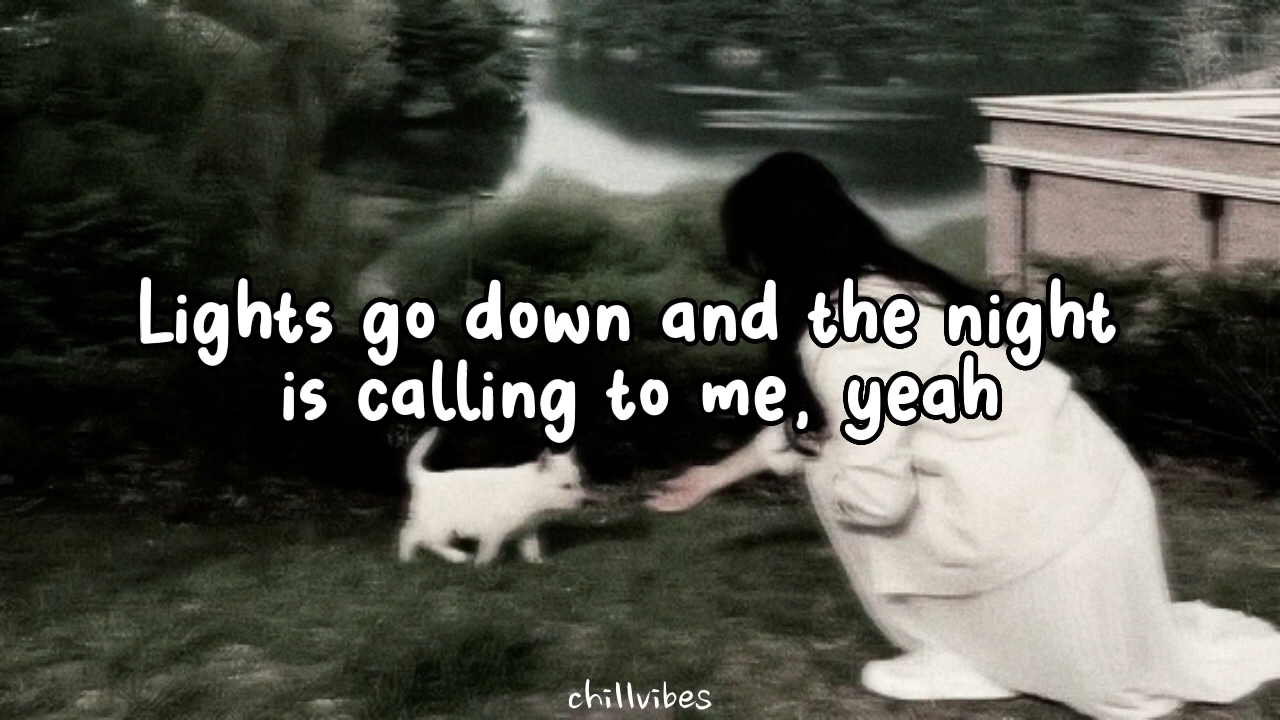 Lights go down and the night
is calling to me, yeah
chillvibes